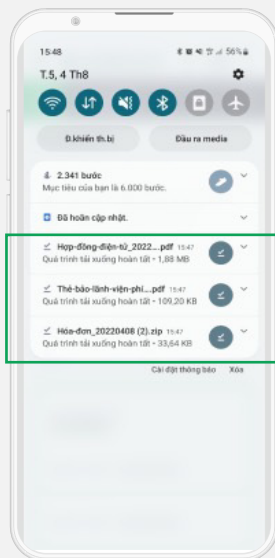 15:48 56%
T.5, 4 Th8
Đ.khiển th.bị Đầu ra media
2.341 bước
Mục tiêu của bạn là 6.000 bước.
Đã hoãn cập nhật.
Hợp-đồng-điện-tử_2022....pdf 15:47
Quá trình tải xuống hoàn tất • 1,88 MB
Thẻ-bảo-lãnh-viện-phí....pdf 15:47
Quá trình tải xuống hoàn tất • 109,20 KB
Hóa-đơn_20220408 (2).zip 15:47
Quá trình tải xuống hoàn tất • 33,64 KB
Cài đặt thông báo Xóa